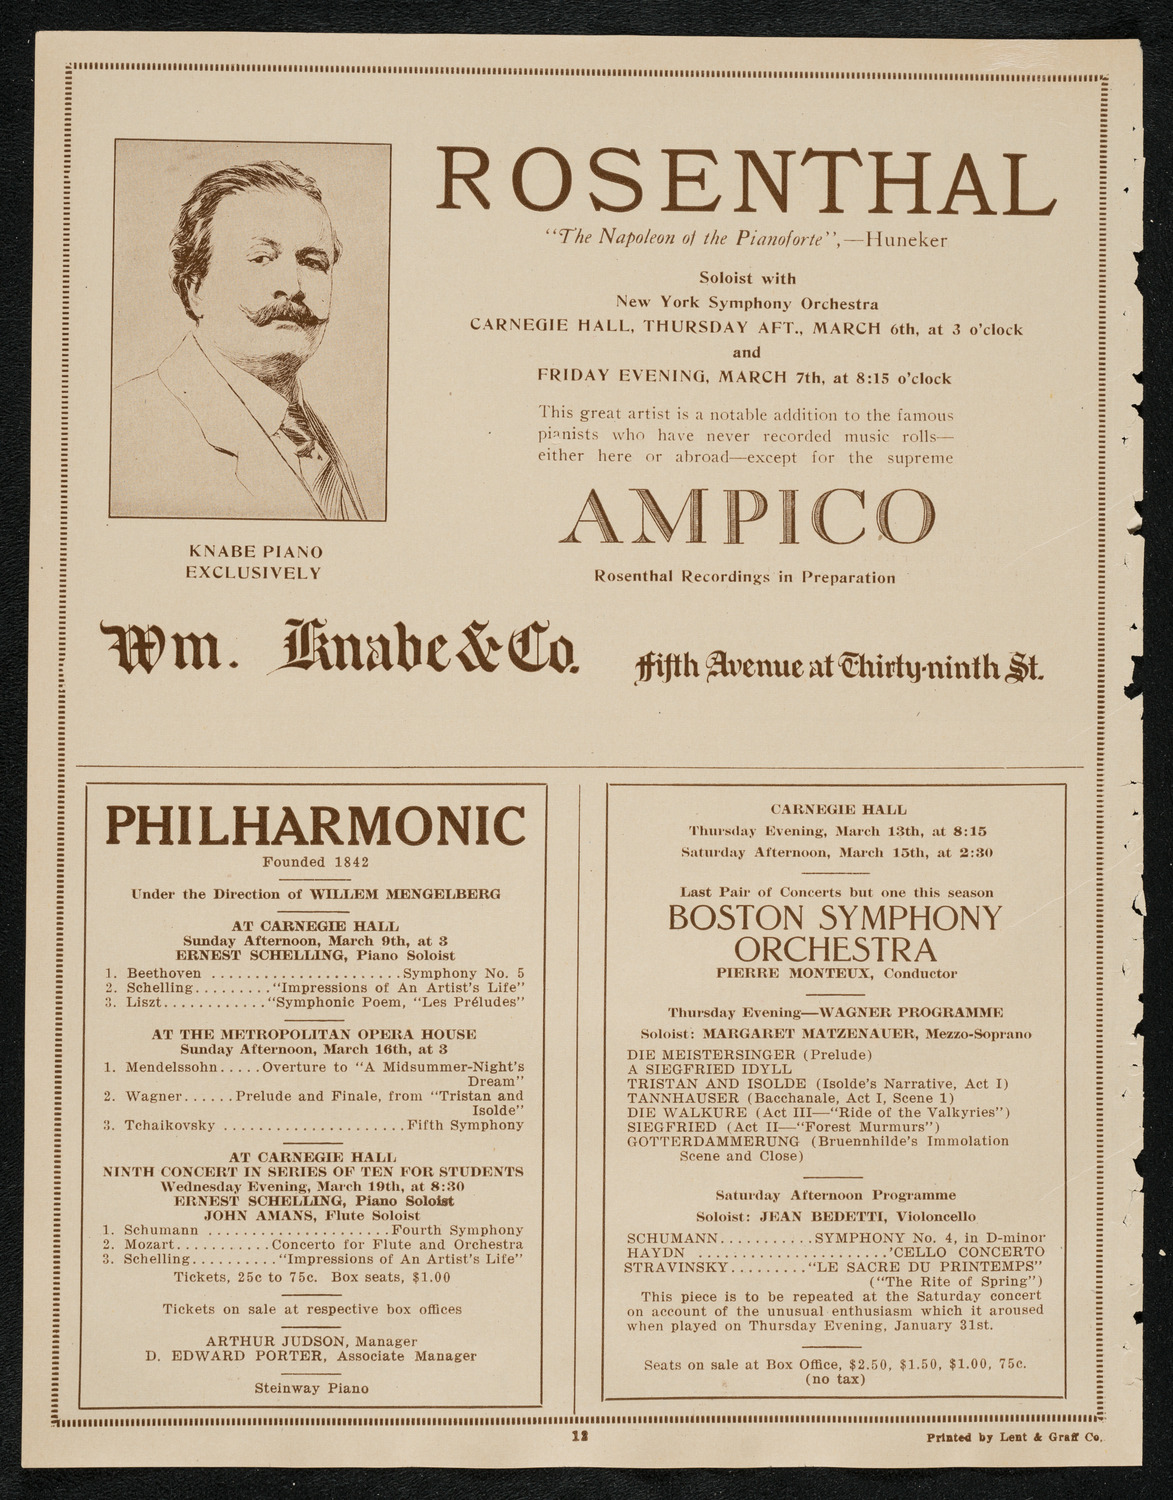 ROSENTHAL
"The Napoleon of the Pianoforte",—Huneker
Soloist with
New York Symphony Orchestra
CARNEGIE HALL, THURSDAY AFT., MARCH 6th, at 3 o'clock
and
FRIDAY EVENING, MARCH 7th, at 8:15 o'clock
This great artist is a notable addition to the famous
pianists who have never recorded music rolls—
either here or abroad—except for the supreme
AMPICO
Rosenthal Recordings in Preparation
KNABE PIANO
EXCLUSIVELY
Wm. Knabe & Co. Fifth Avenue at Thirty-ninth St.
PHILHARMONIC
Founded 1842
Under the Direction of WILLEM MENGELBERG
AT CARNEGIE HALL
Sunday Afternoon, March 9th, at 3
ERNEST SCHELLING, Piano Soloist
1. Beethoven ......................Symphony No. 5
2. Schelling.........."Impressions of An Artist's Life"
3. Liszt............"Symphonic Poem, "Les Préludes"
AT THE METROPOLITAN OPERA HOUSE
Sunday Afternoon, March 16th, at 3
1. Mendelssohn.....Overture to "A Midsummer-Night's
Dream"
2. Wagner......Prelude and Finale, from "Tristan and
Isolde"
3. Tchaikovsky .....................Fifth Symphony
AT CARNEGIE HALL
NINTH CONCERT IN SERIES OF TEN FOR STUDENTS
Wednesday Evening, March 19th, at 8:30
ERNEST SCHELLING, Piano Soloist
JOHN AMANS, Flute Soloist
1. Schumann .....................Fourth Symphony
2. Mozart...........Concerto for Flute and Orchestra
3. Schelling.........."Impressions of An Artist's Life"
Tickets, 25c to 75c. Box seats, $1.00
Tickets on sale at respective box offices
ARTHUR JUDSON, Manager
D. EDWARD PORTER, Associate Manager
Steinway Piano
CARNEGIE HALL
Thursday Evening, March 13th, at 8:15
Saturday Afternoon, March 15th, at 2:30
Last Pair of Concerts but one this season
BOSTON SYMPHONY
ORCHESTRA
PIERRE MONTEUX, Conductor
Thursday Evening—WAGNER PROGRAMME
Soloist: MARGARET MATZENAUER, Mezzo-Soprano
DIE MEISTERSINGER (Prelude)
A SIEGFRIED IDYLL
TRISTAN AND ISOLDE (Isolde's Narrative, Act I)
TANNHAUSER (Bacchanale, Act I, Scene 1)
DIE WALKURE (Act III—"Ride of the Valkyries")
SIEGFRIED (Act II—"Forest Murmurs")
GOTTERDAMMERUNG (Bruennhilde's Immolation
Scene and Close)
Saturday Afternoon Programme
Soloist: JEAN BEDETTI, Violoncello
SCHUMANN...........SYMPHONY No. 4, in D-minor
HAYDN ......................'CELLO CONCERTO
STRAVINSKY........."LE SACRE DU PRINTEMPS"
("The Rite of Spring")
This piece is to be repeated at the Saturday concert
on account of the unusual enthusiasm which it aroused
when played on Thursday Evening, January 31st.
Seats on sale at Box Office, $2.50, $1.50, $1.00, 75c.
(no tax)
Printed by Lent & Graff Co.